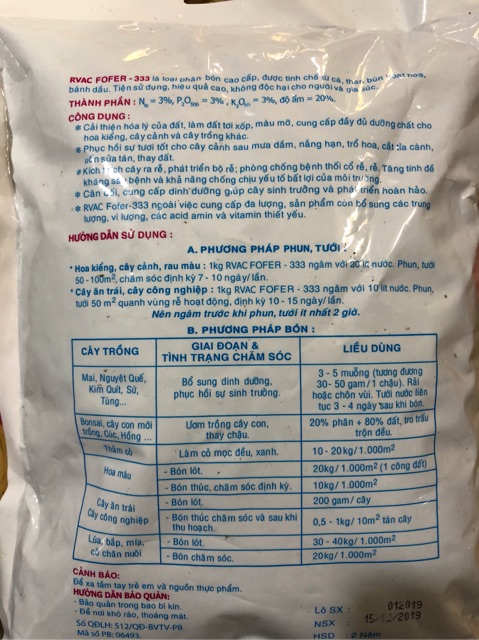 RVAC FOFER - 333 là loại phân bón cao cấp, được tinh chế từ cá, than bùn hoạt hóa,
bánh dầu. Tiện sử dụng, hiệu quả cao, không độc hại cho người và gia súc.
THÀNH PHẦN : Nts = 3%, P2O5hh = 3% , K2Ohh = 3%, độ ẩm = 20%.
CÔNG DỤNG :
* Cải thiện hóa lý của đất, làm đất tơi xốp, màu mỡ, cung cấp đầy đủ dưỡng chất cho
hoa kiểng, cây cảnh và cây trồng khác.
* Phục hồi sự tươi tốt cho cây cảnh sau mưa dầm, nắng hạn, trổ hoa, cắt tỉa cành,
uốn sửa tán, thay đất.
* Kích thích cây ra rễ, phát triển bộ rễ; phòng chống bệnh thối cổ rễ, rễ. Tăng tính đề
kháng sâu bệnh và khả năng chống chịu yếu tố bất lợi của môi trường.
* Cân đối, cung cấp dinh dưỡng giúp cây sinh trưởng và phát triển hoàn hảo.
* RVAC Fofer-333 ngoài việc cung cấp đa lượng, sản phẩm còn bổ sung các trung
lượng, vi lượng, các acid amin và vitamin thiết yếu.
HƯỚNG DẪN SỬ DỤNG :
A. PHƯƠNG PHÁP PHUN, TƯỚI :
* Hoa kiểng, cây cảnh, rau màu : 1kg RVAC FOFER - 333 ngâm với 20 lít nước. Phun, tưới
50 -100m2, chăm sóc định kỳ 7 - 10 ngày/ lần.
* Cây ăn trái, cây công nghiệp : 1kg RVAC FOFER - 333 ngâm với 10 lít nước. Phun,
tưới 50 m2 quanh vùng rễ hoạt động, định kỳ 10 - 15 ngày/ lần.
Nên ngâm trước khi phun, tưới ít nhất 2 giờ.
B. PHƯƠNG PHÁP BÓN :
CÂY TRỒNG
GIAI ĐOẠN &
TÌNH TRẠNG CHĂM SÓC
LIỀU DÙNG
Mai, Nguyệt Quế,
Kim Quít, Sứ,
Tùng...
Bổ sung dinh dưỡng,
phục hồi sự sinh trưởng.
3 - 5 muỗng (tương đương
30- 50 gam/ 1 chậu). Rải
hoặc chôn vùi. Tưới nước liên
tục 3 - 4 ngày sau khi bón.
Bonsai, cây con mới
trồng, Cúc, Hồng ...
Ươm trồng cây con,
thay chậu.
20% phân + 80% đất, tro trấu
trộn đều.
Thảm cỏ
Làm cỏ mọc đều, xanh.
10 - 20kg / 1.000m2
Hoa màu
- Bón lót.
20kg/ 1.000m2 (1 công đất)
- Bón thúc, chăm sóc định kỳ.
10kg/ 1.000m2
Cây ăn trái
Cây công nghiệp
- Bón lót.
200 gam / cây
- Bón thúc chăm sóc và sau khi
thu hoạch.
0,5 - 1kg/ 10m2 tán cây
Lúa, bắp, mía,
cỏ chăn nuôi
- Bón lót.
30 - 40kg/ 1.000m2
- Bón chăm sóc.
20kg/ 1.000m2
CẢNH BÁO:
Để xa tầm tay trẻ em và nguồn thực phẩm.
HƯỚNG DẪN BẢO QUẢN:
- Bảo quản trong bao bì kín.
- Để nơi khô ráo, thoáng mát.
Số QĐLH: 512/QĐ-BVTV-PB
Mã số PB: 06493.
Lô SX : 012019
NSX : 15/12/2019
HSD : 2 Năm